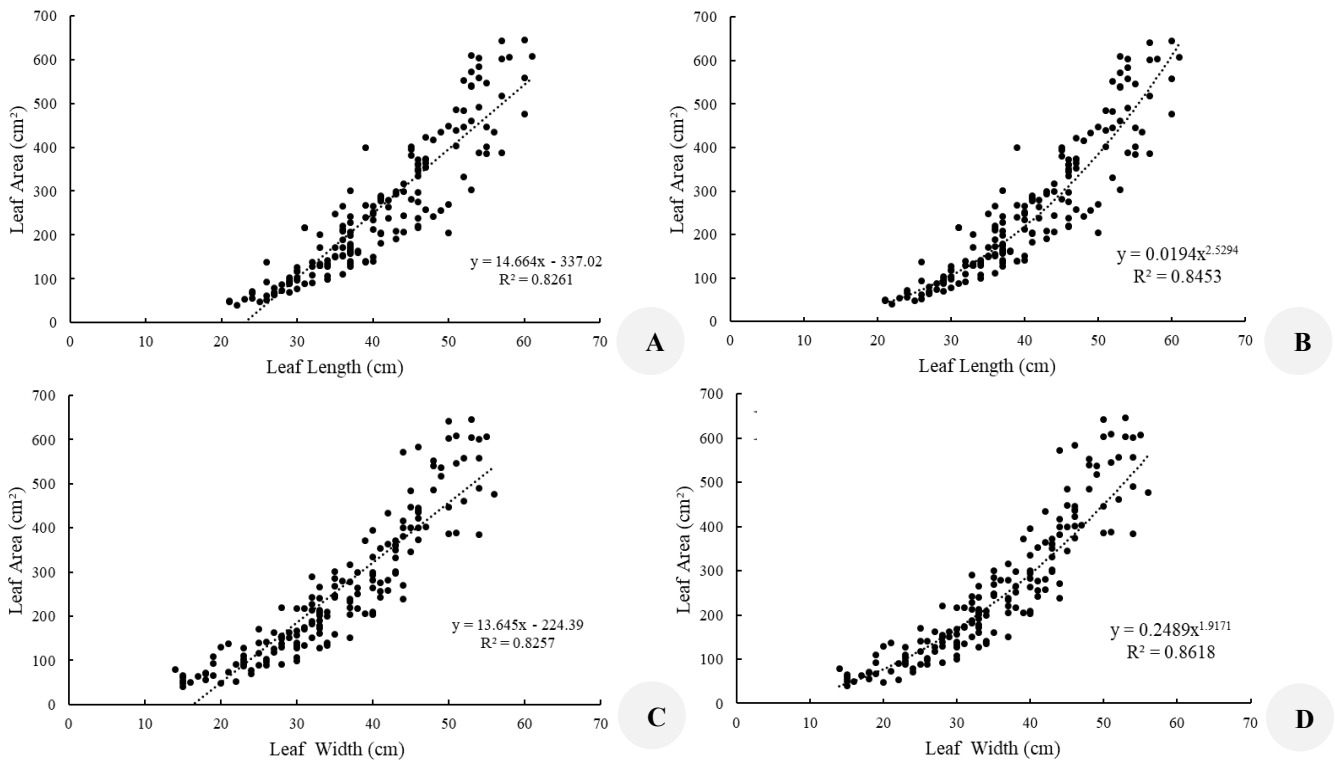 700
600
500
400
300
200
100
0
Leaf Area (cm²)
0 10 20 30 40 50 60 70
Leaf Length (cm)
y = 14.664x - 337.02
R² = 0.8261
A
700
600
500
400
300
200
100
0
Leaf Area (cm²)
0 10 20 30 40 50 60 70
Leaf Length (cm)
y = 0.0194x^2.5294
R² = 0.8453
B
700
600
500
400
300
200
100
0
Leaf Area (cm²)
0 10 20 30 40 50 60 70
Leaf Width (cm)
y = 13.645x - 224.39
R² = 0.8257
C
700
600
500
400
300
200
100
0
Leaf Area (cm²)
0 10 20 30 40 50 60 70
Leaf Width (cm)
y = 0.2489x^1.9171
R² = 0.8618
D